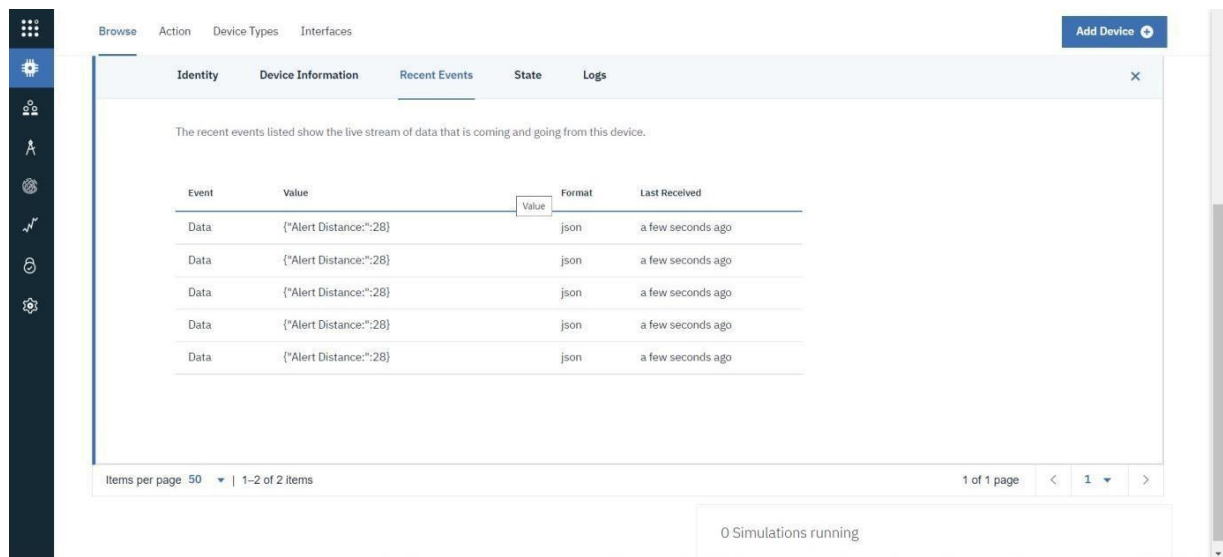 Browse Action Device Types Interfaces Add Device
Identity Device Information Recent Events State Logs
The recent events listed show the live stream of data that is coming and going from this device.
Event Value Format Last Received
Value
Data {"Alert Distance:":28} json a few seconds ago
Data {"Alert Distance:":28} json a few seconds ago
Data {"Alert Distance:":28} json a few seconds ago
Data {"Alert Distance:":28} json a few seconds ago
Data {"Alert Distance:":28} json a few seconds ago
Items per page 50 | 1–2 of 2 items 1 of 1 page < 1 >
0 Simulations running